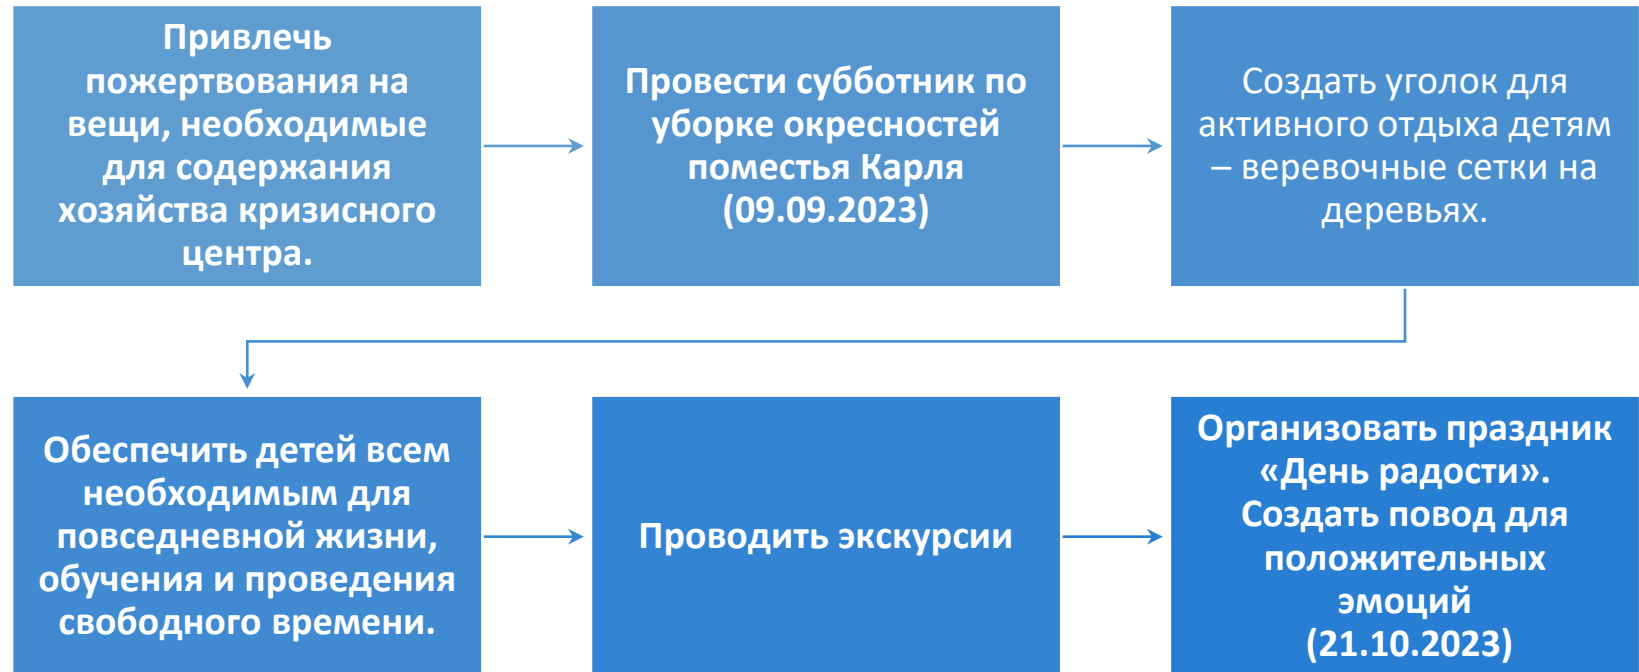 Привлечь
пожертвования на
вещи, необходимые
для содержания
хозяйства кризисного
центра.
Провести субботник по
уборке окресностей
поместья Карля
(09.09.2023)
Создать уголок для
активного отдыха детям
– веревочные сетки на
деревьях.
Обеспечить детей всем
необходимым для
повседневной жизни,
обучения и проведения
свободного времени.
Проводить экскурсии
Организовать праздник
«День радости».
Создать повод для
положительных
эмоций
(21.10.2023)